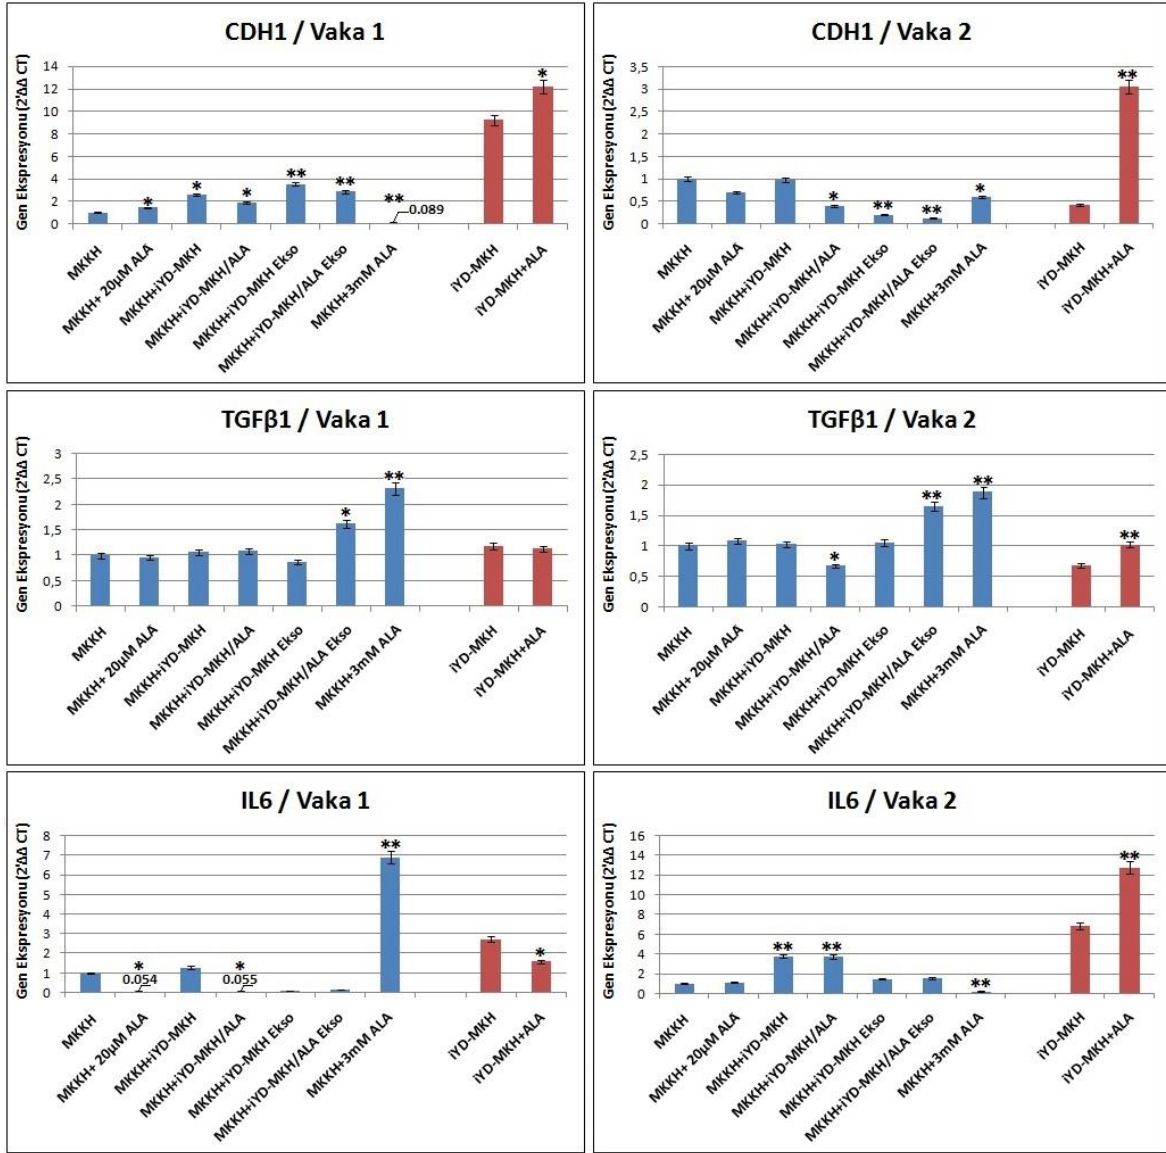 CDH1 / Vaka 1
Gen Ekspresyonu (2'ΔΔ CT)
14
12
10
8
6
4
2
0
*
*
*
**
**
**
0.089
*
MKKH
MKKH+ 20µM ALA
MKKH+iYD-MKH
MKKH+iYD-MKH/ALA
MKKH+iYD-MKH Ekso
MKKH+iYD-MKH/ALA Ekso
MKKH+3mM ALA
iYD-MKH
iYD-MKH+ALA
CDH1 / Vaka 2
Gen Ekspresyonu (2'ΔΔ CT)
3,5
3
2,5
2
1,5
1
0,5
0
*
**
**
*
**
MKKH
MKKH+ 20µM ALA
MKKH+iYD-MKH
MKKH+iYD-MKH/ALA
MKKH+iYD-MKH Ekso
MKKH+iYD-MKH/ALA Ekso
MKKH+3mM ALA
iYD-MKH
iYD-MKH+ALA
TGFβ1 / Vaka 1
Gen Ekspresyonu (2'ΔΔ CT)
3
2,5
2
1,5
1
0,5
0
*
**
MKKH
MKKH+ 20µM ALA
MKKH+iYD-MKH
MKKH+iYD-MKH/ALA
MKKH+iYD-MKH Ekso
MKKH+iYD-MKH/ALA Ekso
MKKH+3mM ALA
iYD-MKH
iYD-MKH+ALA
TGFβ1 / Vaka 2
Gen Ekspresyonu (2'ΔΔ CT)
2,5
2
1,5
1
0,5
0
*
**
**
**
MKKH
MKKH+ 20µM ALA
MKKH+iYD-MKH
MKKH+iYD-MKH/ALA
MKKH+iYD-MKH Ekso
MKKH+iYD-MKH/ALA Ekso
MKKH+3mM ALA
iYD-MKH
iYD-MKH+ALA
IL6 / Vaka 1
Gen Ekspresyonu (2'ΔΔ CT)
8
7
6
5
4
3
2
1
0
*
0.054
*
0.055
**
*
MKKH
MKKH+ 20µM ALA
MKKH+iYD-MKH
MKKH+iYD-MKH/ALA
MKKH+iYD-MKH Ekso
MKKH+iYD-MKH/ALA Ekso
MKKH+3mM ALA
iYD-MKH
iYD-MKH+ALA
IL6 / Vaka 2
Gen Ekspresyonu (2'ΔΔ CT)
16
14
12
10
8
6
4
2
0
**
**
**
**
MKKH
MKKH+ 20µM ALA
MKKH+iYD-MKH
MKKH+iYD-MKH/ALA
MKKH+iYD-MKH Ekso
MKKH+iYD-MKH/ALA Ekso
MKKH+3mM ALA
iYD-MKH
iYD-MKH+ALA